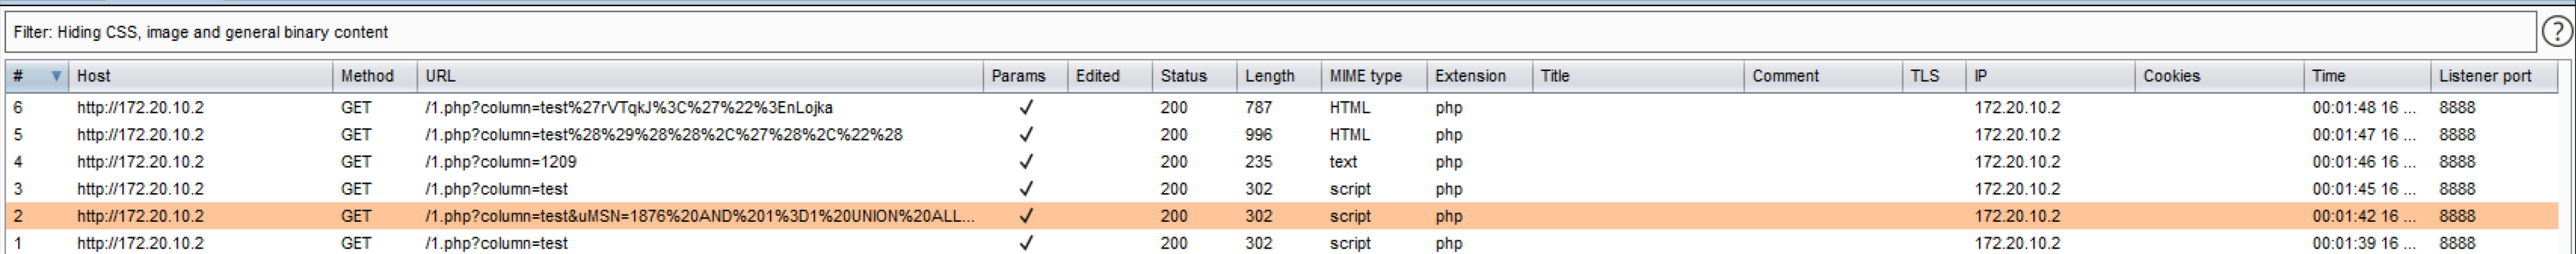 Filter: Hiding CSS, image and general binary content ?
# Host Method URL Params Edited Status Length MIME type Extension Title Comment TLS IP Cookies Time Listener port
6 http://172.20.10.2 GET /1.php?column=test%27rVTqkJ%3C%27%22%3EnLojka ✓ 200 787 HTML php 172.20.10.2 00:01:48 16 ... 8888
5 http://172.20.10.2 GET /1.php?column=test%28%29%28%28%2C%27%28%2C%22%28 ✓ 200 996 HTML php 172.20.10.2 00:01:47 16 ... 8888
4 http://172.20.10.2 GET /1.php?column=1209 ✓ 200 235 text php 172.20.10.2 00:01:46 16 ... 8888
3 http://172.20.10.2 GET /1.php?column=test ✓ 200 302 script php 172.20.10.2 00:01:45 16 ... 8888
2 http://172.20.10.2 GET /1.php?column=test&uMSN=1876%20AND%201%3D1%20UNION%20ALL... ✓ 200 302 script php 172.20.10.2 00:01:42 16 ... 8888
1 http://172.20.10.2 GET /1.php?column=test ✓ 200 302 script php 172.20.10.2 00:01:39 16 ... 8888